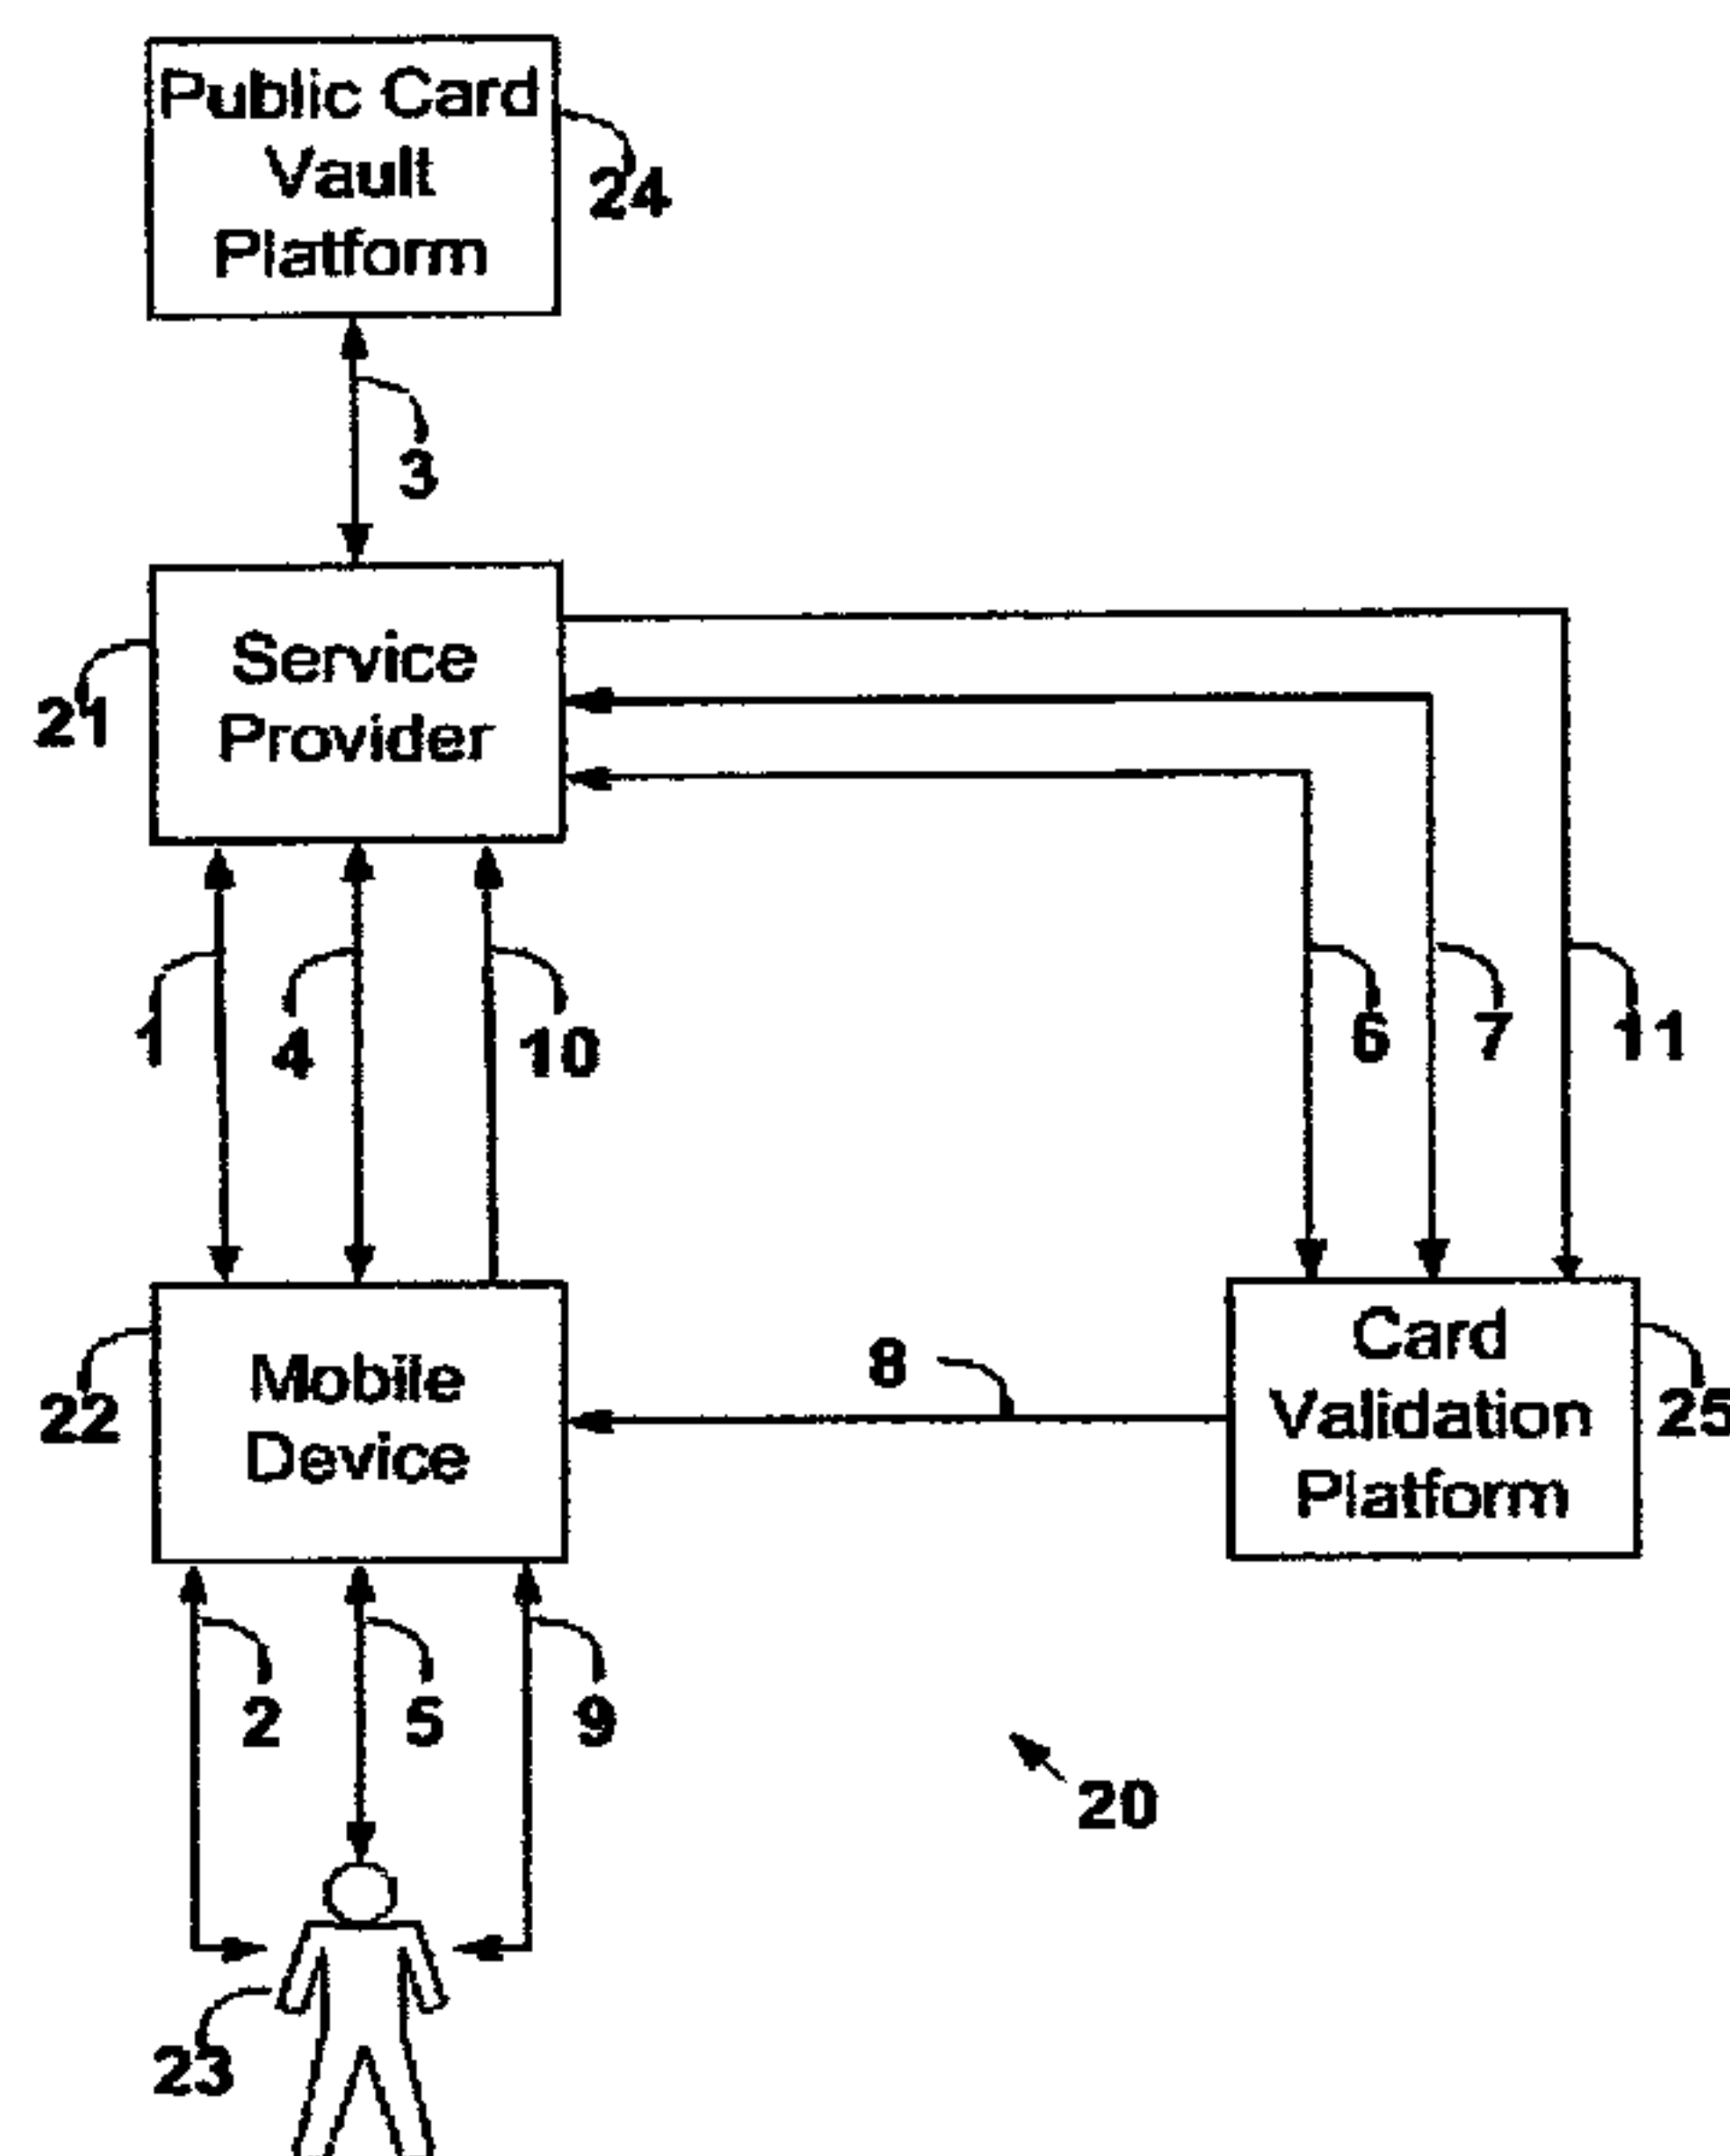 Public Card
Vault
Platform
24
3
Service
Provider
21
1
4
10
6
7
11
Mobile
Device
22
8
Card
Validation
Platform
25
2
5
9
20
23